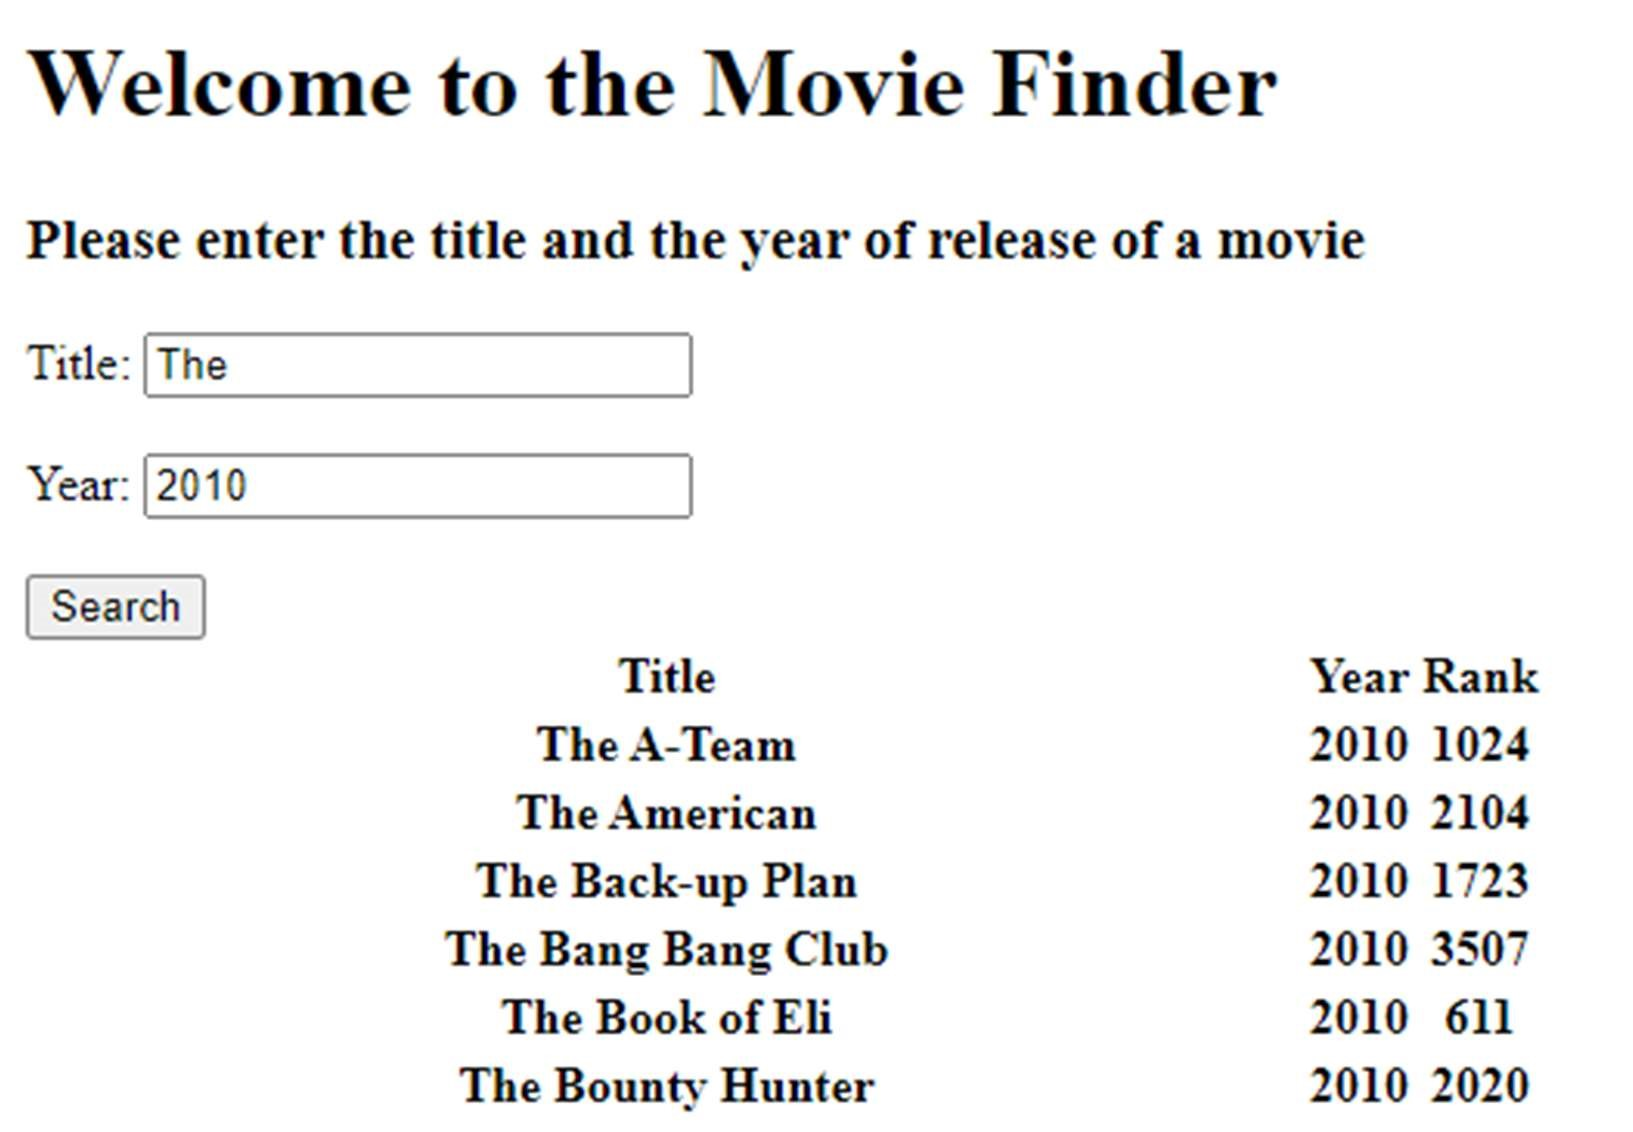 Welcome to the Movie Finder
Please enter the title and the year of release of a movie
Title: The
Year: 2010
Search
Title Year Rank
The A-Team 2010 1024
The American 2010 2104
The Back-up Plan 2010 1723
The Bang Bang Club 2010 3507
The Book of Eli 2010 611
The Bounty Hunter 2010 2020